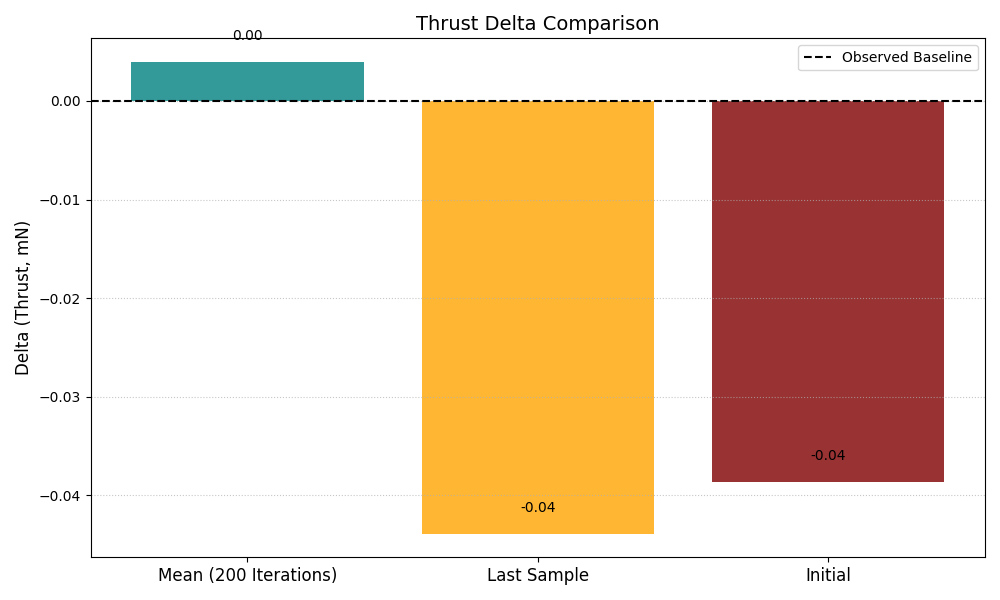 Thrust Delta Comparison
0.00
Observed Baseline
0.00
−0.01
−0.02
−0.03
−0.04
Delta (Thrust, mN)
-0.04
-0.04
Mean (200 Iterations)
Last Sample
Initial